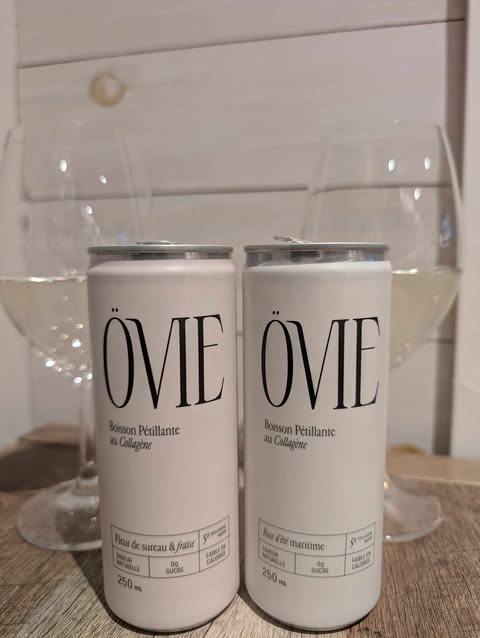 ÖVIE
Boisson Pétillante
au Collagène
Fleur de sureau & fraise
SAVEUR
NATURELLE
0g
SUCRE
FAIBLE EN
CALORIES
250 mL
ÖVIE
Boisson Pétillante
au Collagène
Rose d'été maritime
SAVEUR
NATURELLE
0g
SUCRE
FAIBLE EN
CALORIES
250 mL